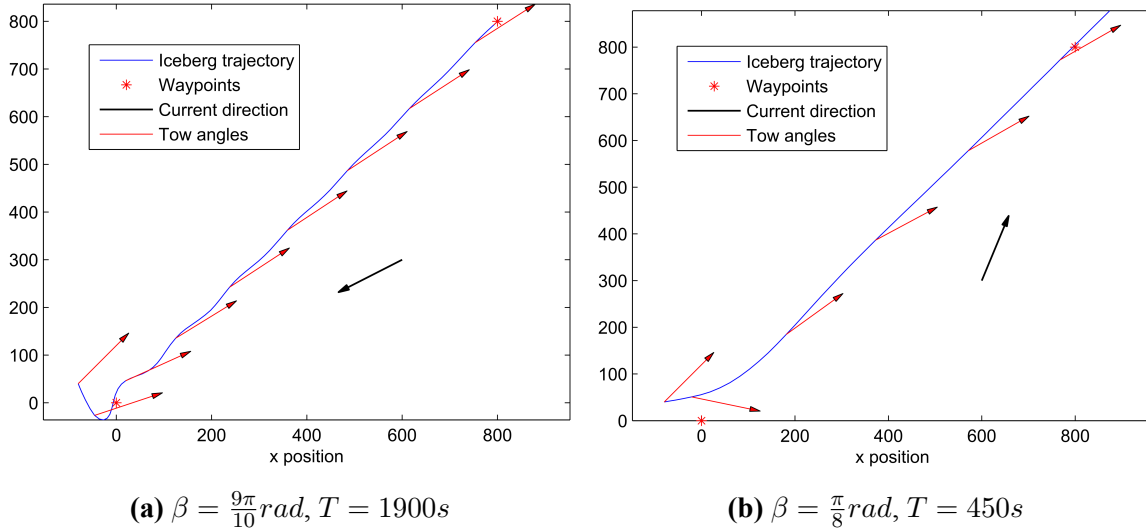 800
700
600
500
400
300
200
100
0
Iceberg trajectory
Waypoints
Current direction
Tow angles
0 200 400 600 800
x position
(a) β = 9π/10 rad, T = 1900s
800
700
600
500
400
300
200
100
0
Iceberg trajectory
Waypoints
Current direction
Tow angles
0 200 400 600 800
x position
(b) β = π/8 rad, T = 450s